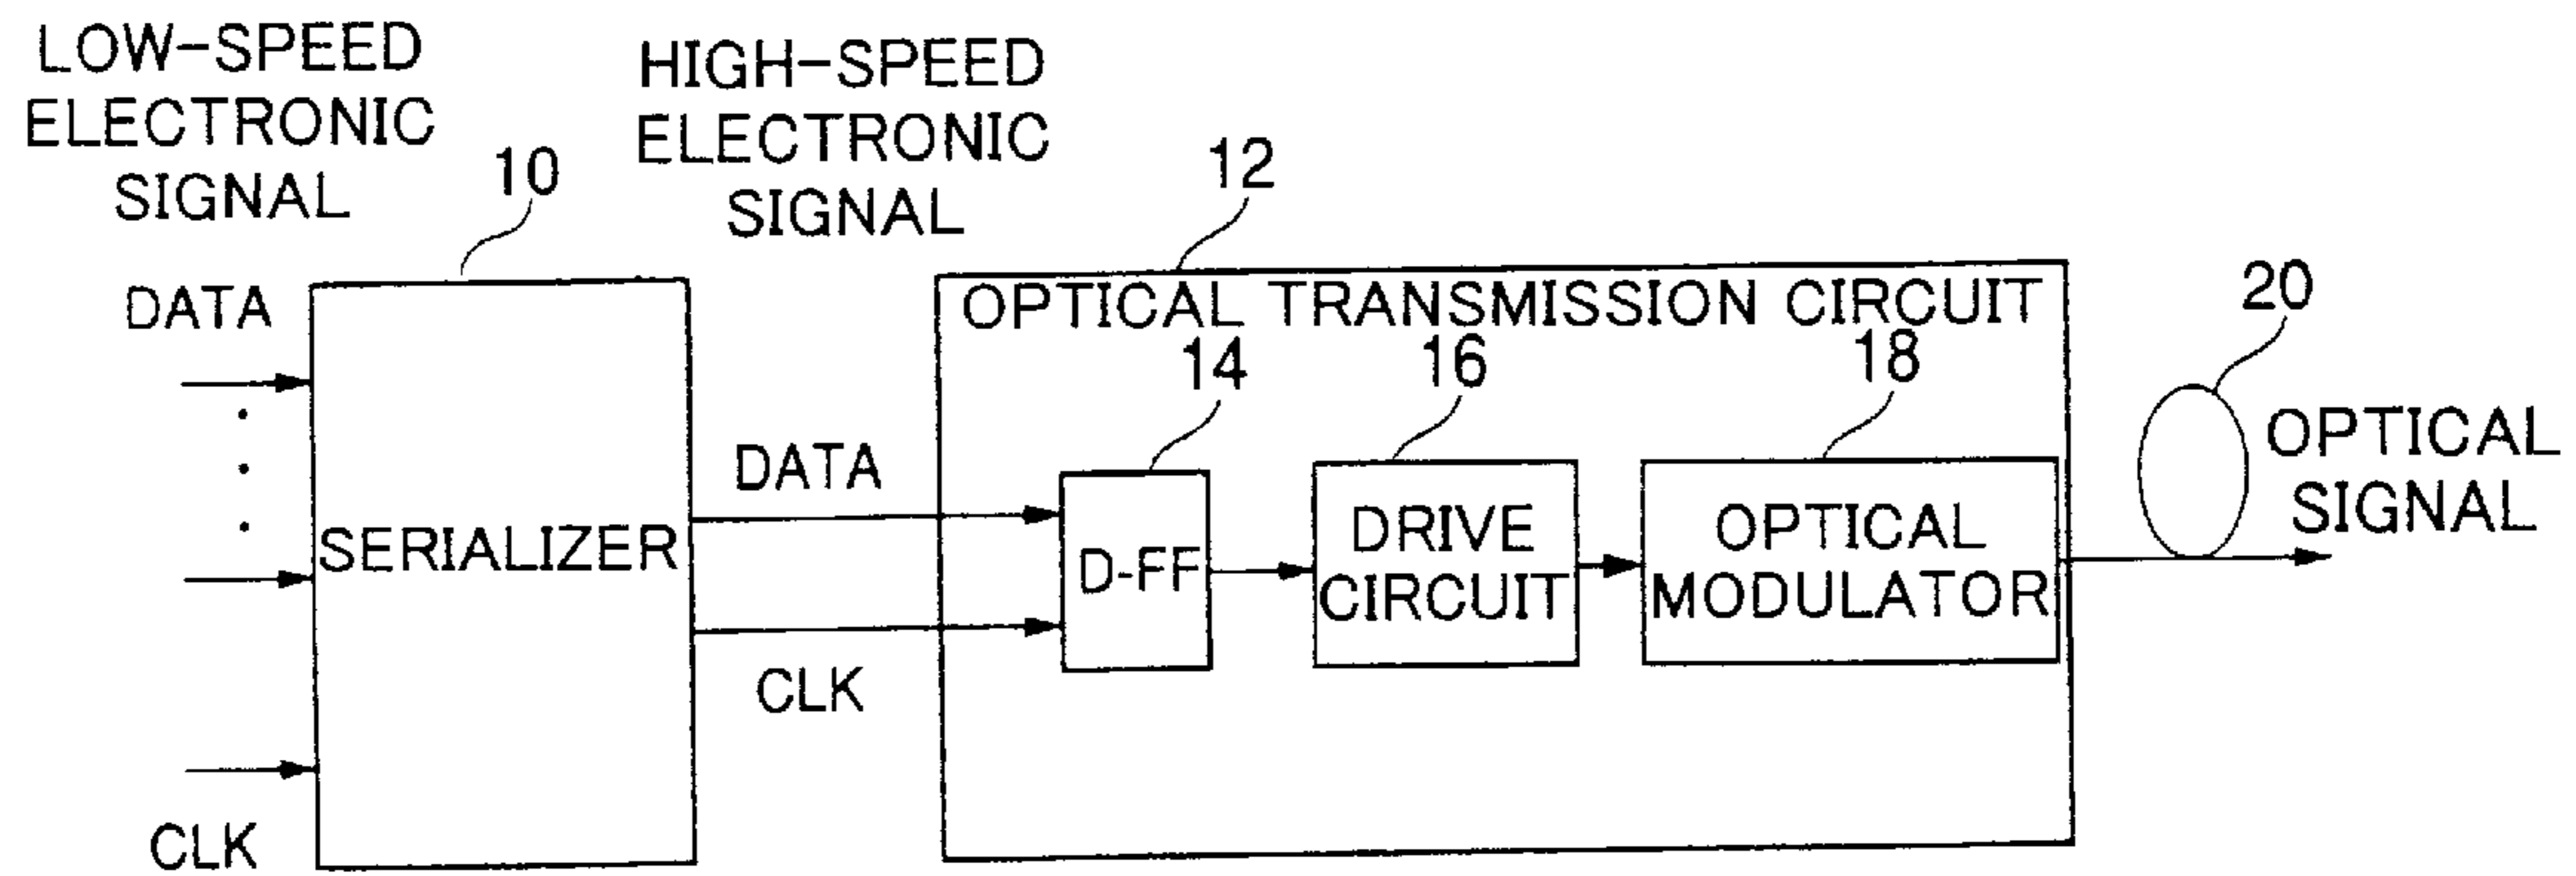 LOW-SPEED
ELECTRONIC
SIGNAL
10
HIGH-SPEED
ELECTRONIC
SIGNAL
12
DATA
OPTICAL TRANSMISSION CIRCUIT
20
14
16
18
OPTICAL
SIGNAL
DATA
SERIALIZER
D-FF
DRIVE
CIRCUIT
OPTICAL
MODULATOR
CLK
CLK